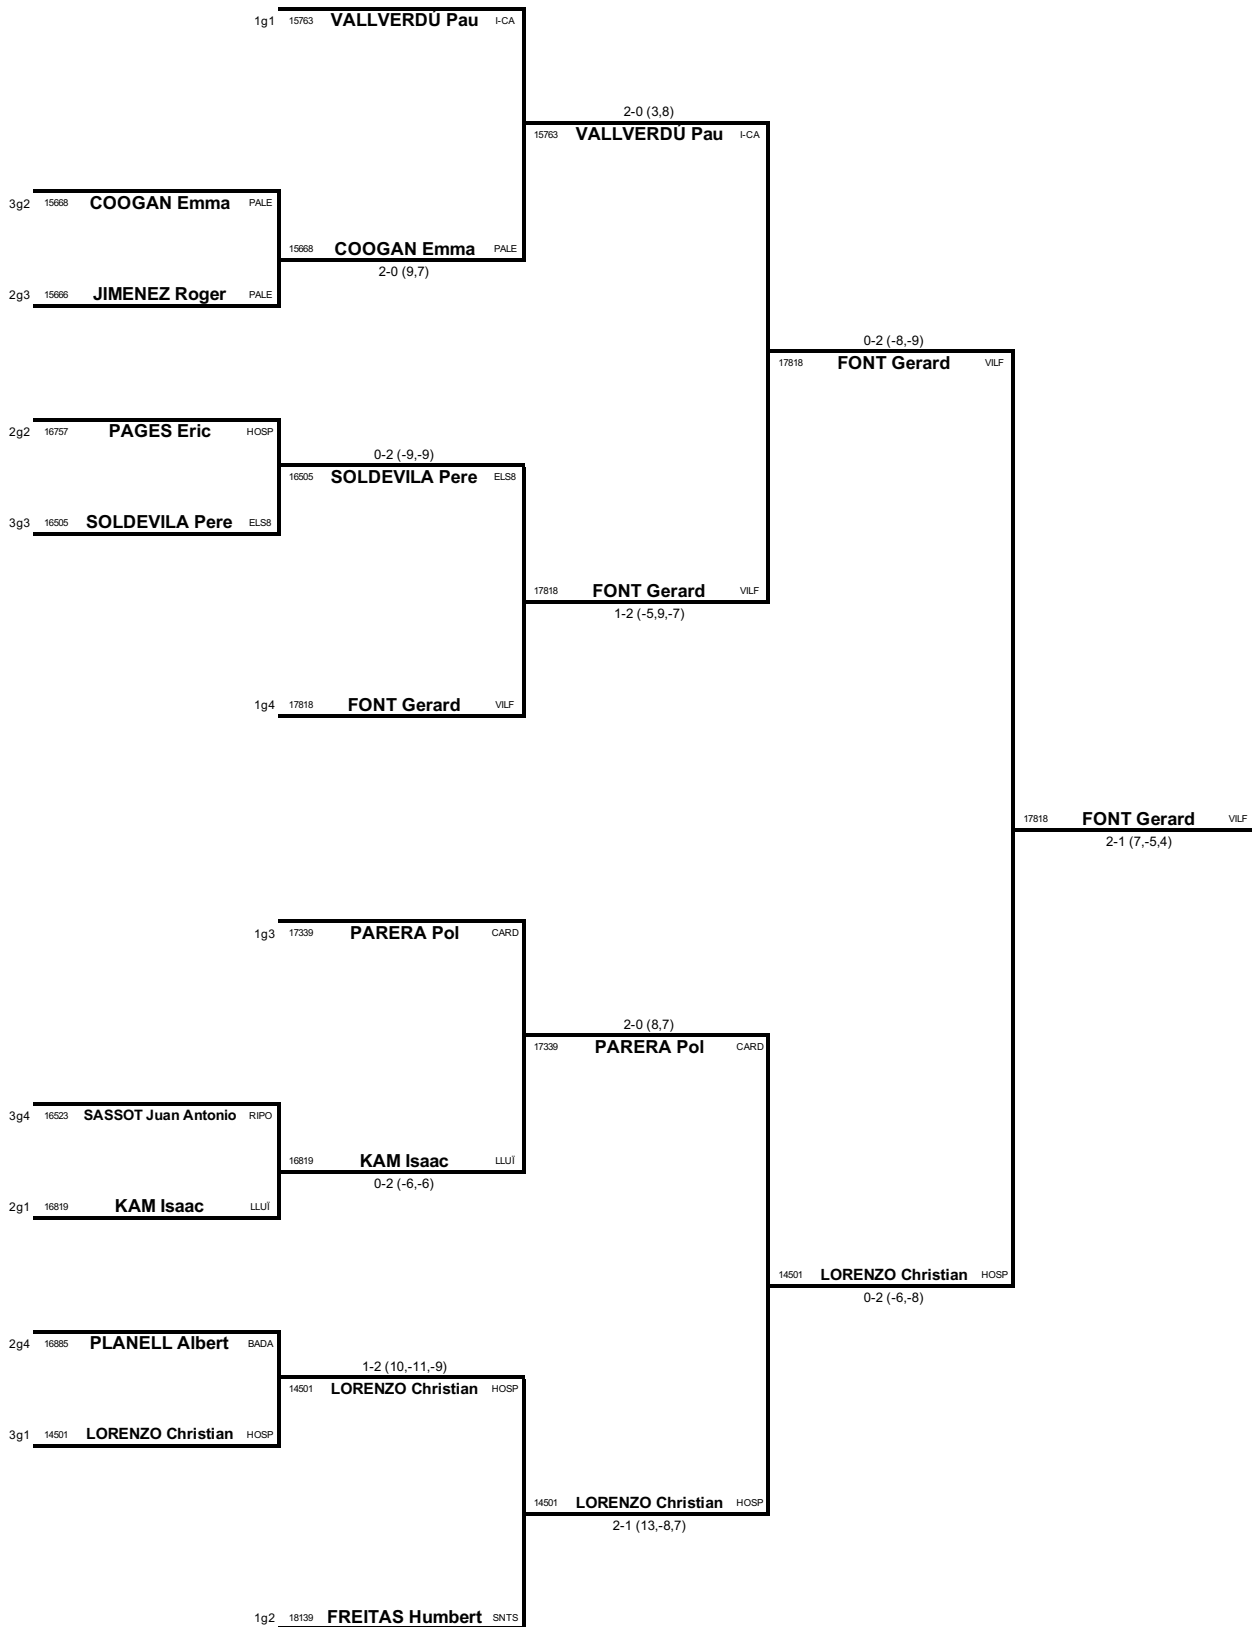 1g1 15763 VALLVERDÚ Pau I-CA
2-0 (3,8)
15763 VALLVERDÚ Pau I-CA
3g2 15668 COOGAN Emma PALE
15668 COOGAN Emma PALE
2-0 (9,7)
2g3 15666 JIMENEZ Roger PALE
0-2 (-8,-9)
17818 FONT Gerard VILF
2g2 16757 PAGES Eric HOSP
0-2 (-9,-9)
16505 SOLDEVILA Pere ELS8
3g3 16505 SOLDEVILA Pere ELS8
17818 FONT Gerard VILF
1-2 (-5,9,-7)
1g4 17818 FONT Gerard VILF
17818 FONT Gerard VILF
2-1 (7,-5,4)
1g3 17339 PARERA Pol CARD
2-0 (8,7)
17339 PARERA Pol CARD
3g4 16523 SASSOT Juan Antonio RIPO
16819 KAM Isaac LLUÏ
0-2 (-6,-6)
2g1 16819 KAM Isaac LLUÏ
14501 LORENZO Christian HOSP
0-2 (-6,-8)
2g4 16885 PLANELL Albert BADA
1-2 (10,-11,-9)
14501 LORENZO Christian HOSP
3g1 14501 LORENZO Christian HOSP
14501 LORENZO Christian HOSP
2-1 (13,-8,7)
1g2 18139 FREITAS Humbert SNTS